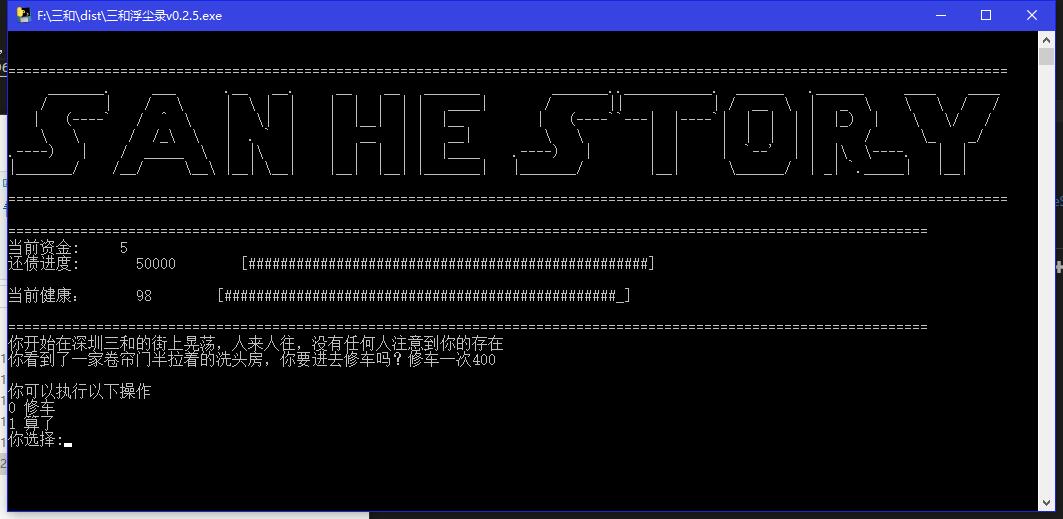 F:\三和\dist\三和浮尘录v0.2.5.exe
SAN HE STORY
当前资金: 5
还债进度: 50000 [##################################################]
当前健康: 98 [#################################################_]
你开始在深圳三和的街上晃荡，人来人往，没有任何人注意到你的存在
你看到了一家卷帘门半拉着的洗头房，你要进去修车吗？修车一次400
你可以执行以下操作
0 修车
1 算了
你选择: